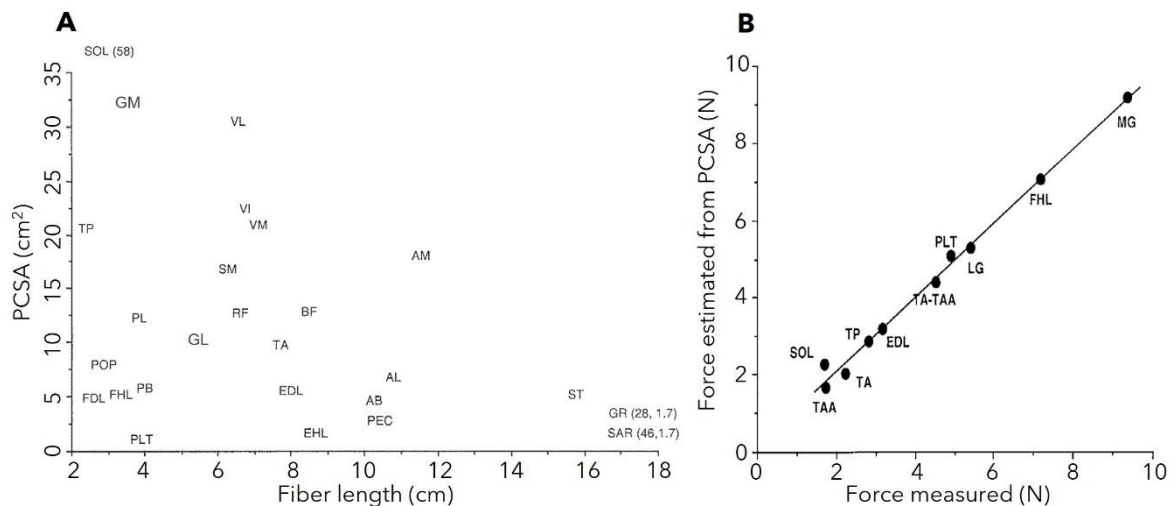 A
SOL (58)
35
GM
30
VL
25
VI
TP
20
VM
AM
SM
15
PL
RF
BF
10
GL
TA
POP
AL
FDL
FHL
PB
EDL
ST
5
AB
GR (28, 1.7)
PEC
PLT
EHL
SAR (46,1.7)
0
2
4
6
8
10
12
14
16
18
PCSA (cm²)
Fiber length (cm)
B
10
MG
8
FHL
6
PLT
LG
TA-TAA
4
TP
EDL
SOL
2
TA
TAA
0
0
2
4
6
8
10
Force estimated from PCSA (N)
Force measured (N)